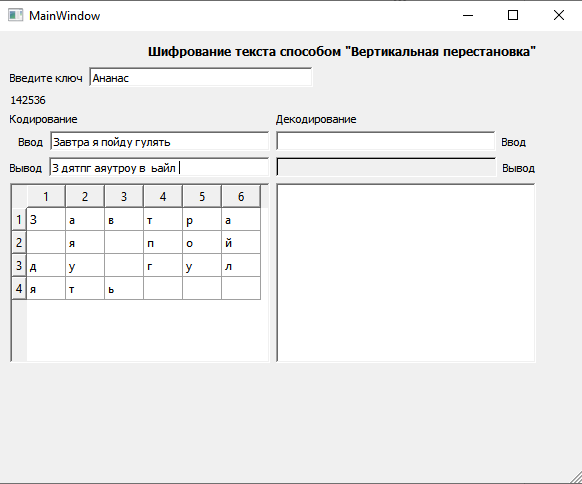 MainWindow
Шифрование текста способом "Вертикальная перестановка"
Введите ключ Ананас
142536
Кодирование Декодирование
Ввод Завтра я пойду гулять Ввод
Вывод З дятпг аяутроу в ьайл Вывод
1 2 3 4 5 6
1 З а в т р а
2 я п о й
3 д у г у л
4 я т ь